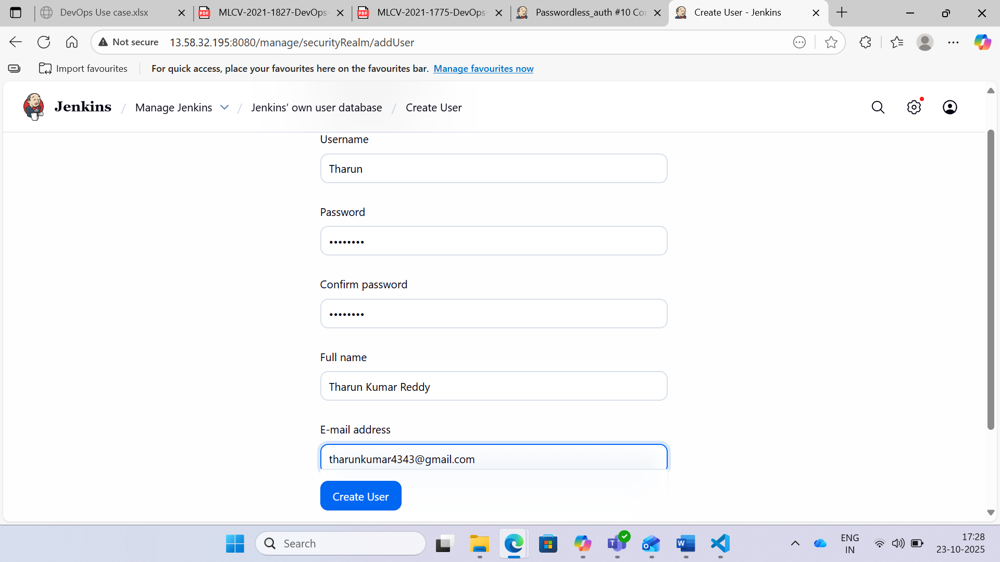 DevOps Use case.xlsx
MLCV-2021-1827-DevOps-
MLCV-2021-1775-DevOps-
Passwordless_auth #10 Cor
Create User - Jenkins
Not secure
13.58.32.195:8080/manage/securityRealm/addUser
Import favourites
For quick access, place your favourites here on the favourites bar. Manage favourites now
Jenkins / Manage Jenkins / Jenkins’ own user database / Create User
Username
Tharun
Password
••••••••
Confirm password
••••••••
Full name
Tharun Kumar Reddy
E-mail address
tharunkumar4343@gmail.com
Create User
Search
ENG
IN
17:28
23-10-2025